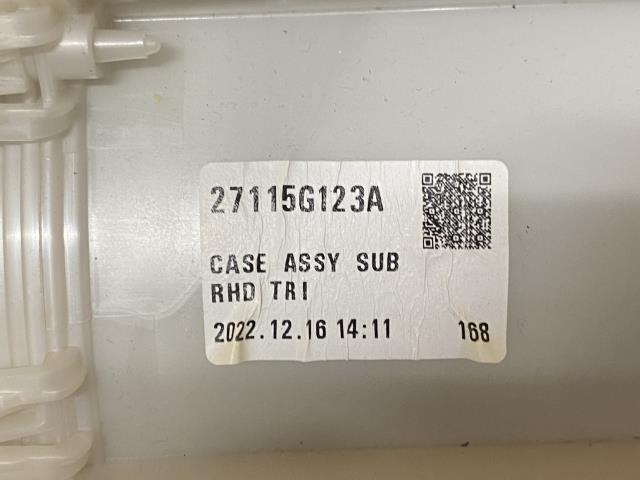 27115G123A
CASE ASSY SUB
RHD TRI
2022.12.16 14:11 168